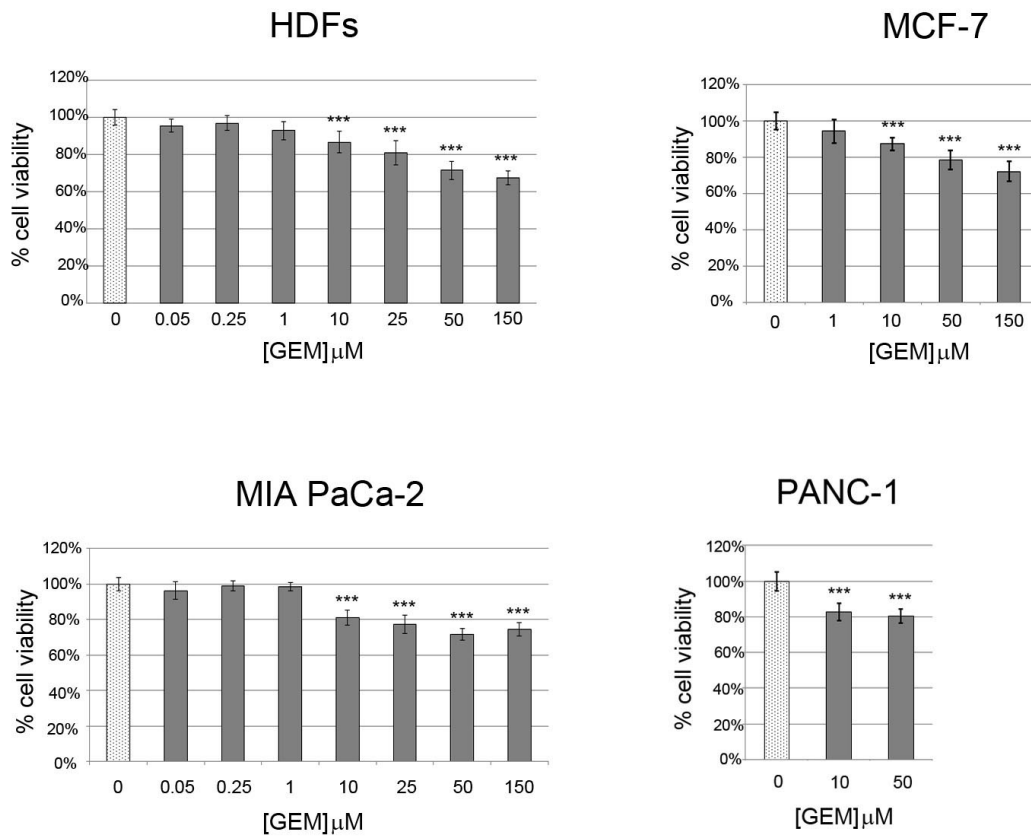 HDFs
120%
100%
80%
60%
40%
20%
0%
% cell viability
*** *** *** ***
0 0.05 0.25 1 10 25 50 150
[GEM]μM
MCF-7
120%
100%
80%
60%
40%
20%
0%
% cell viability
*** *** ***
0 1 10 50 150
[GEM]μM
MIA PaCa-2
120%
100%
80%
60%
40%
20%
0%
% cell viability
*** *** *** ***
0 0.05 0.25 1 10 25 50 150
[GEM]μM
PANC-1
120%
100%
80%
60%
40%
20%
0%
% cell viability
*** ***
0 10 50
[GEM]μM